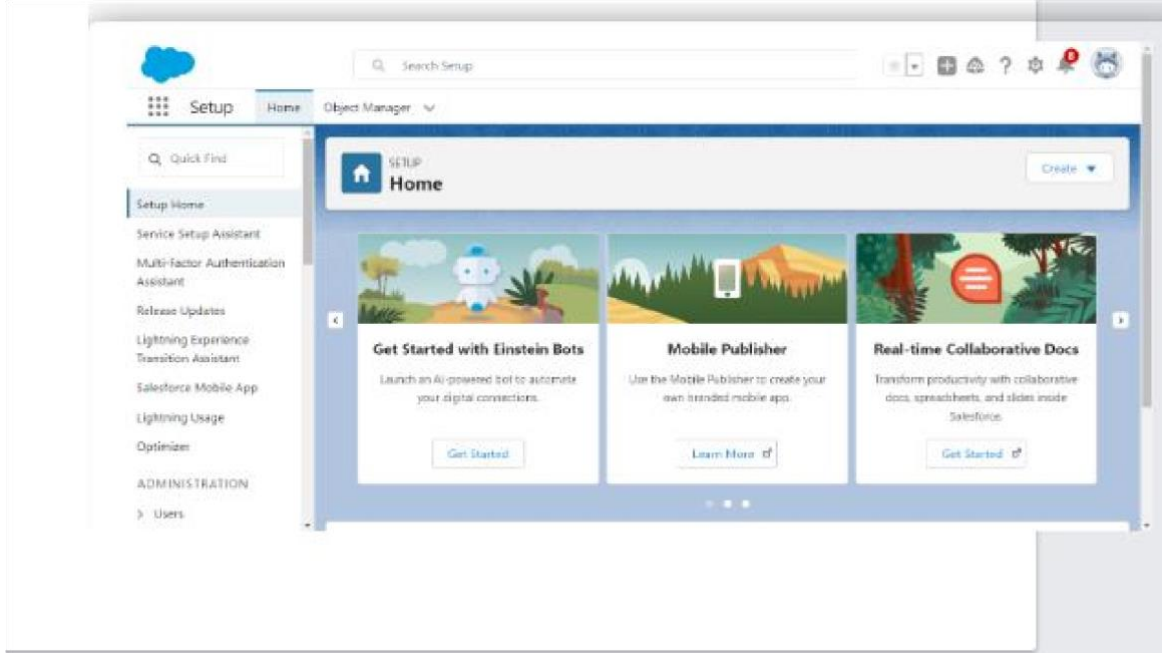 Search Setup
8
Setup
Home
Object Manager
Quick Find
Setup Home
Service Setup Assistant
Multi-Factor Authentication
Assistant
Release Updates
Lightning Experience
Transition Assistant
Salesforce Mobile App
Lightning Usage
Optimizer
ADMINISTRATION
Users
SETUP
Home
Create
Get Started with Einstein Bots
Launch an AI-powered bot to automate
your digital connections.
Get Started
Mobile Publisher
Use the Mobile Publisher to create your
own branded mobile app.
Learn More
Real-time Collaborative Docs
Transform productivity with collaborative
docs, spreadsheets, and slides inside
Salesforce.
Get Started